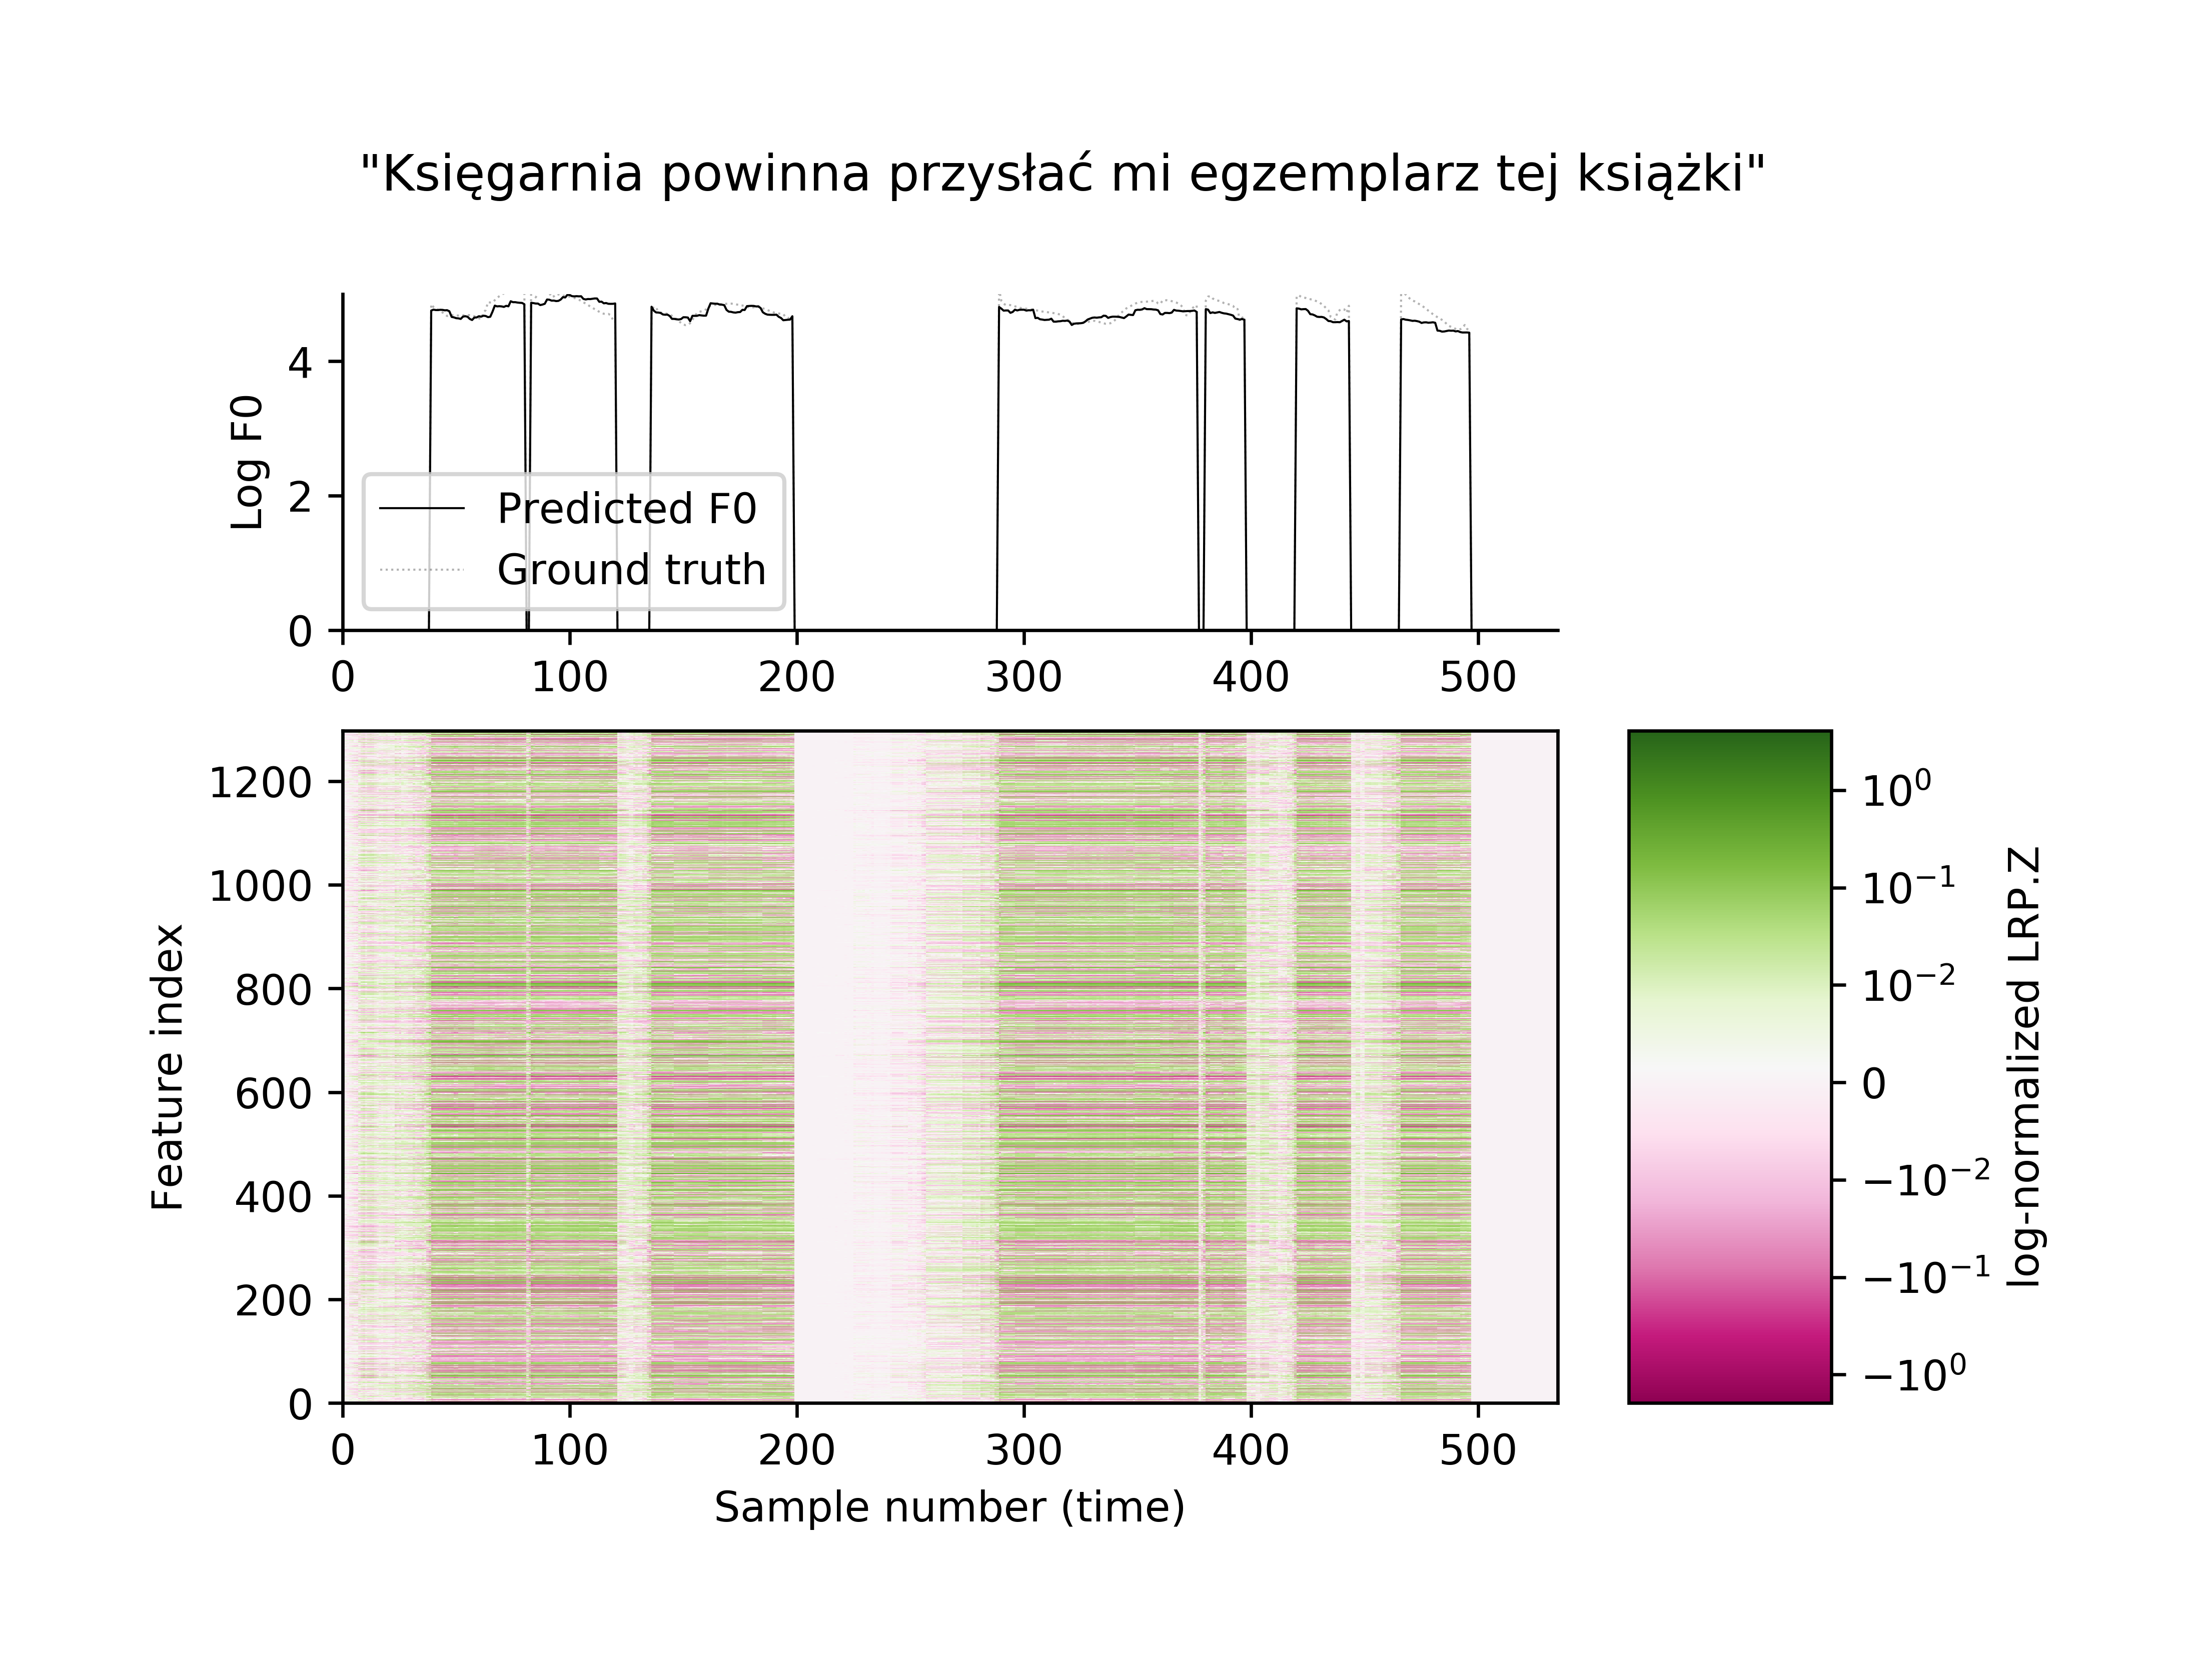 "Księgarnia powinna przysłać mi egzemplarz tej książki"
Log F0
4
2
0
Predicted F0
Ground truth
0 100 200 300 400 500
Feature index
1200
1000
800
600
400
200
0
0 100 200 300 400 500
Sample number (time)
10⁰
10⁻¹
10⁻²
0
−10⁻²
−10⁻¹
−10⁰
log-normalized LRP.Z